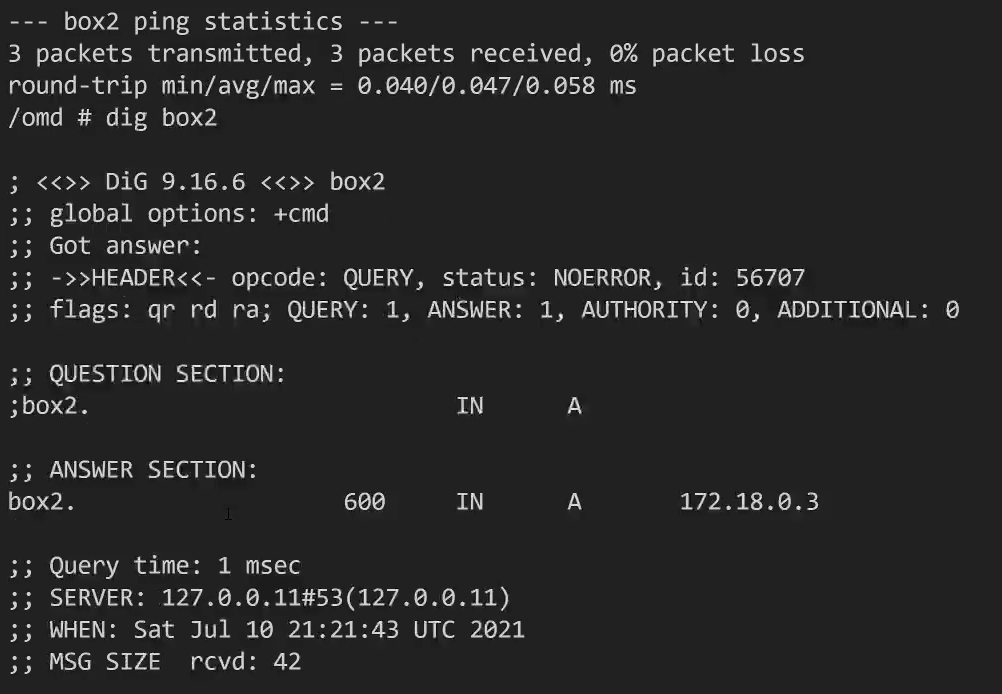 --- box2 ping statistics ---
3 packets transmitted, 3 packets received, 0% packet loss
round-trip min/avg/max = 0.040/0.047/0.058 ms
/omd # dig box2
; <<>> DiG 9.16.6 <<>> box2
;; global options: +cmd
;; Got answer:
;; ->>HEADER<<- opcode: QUERY, status: NOERROR, id: 56707
;; flags: qr rd ra; QUERY: 1, ANSWER: 1, AUTHORITY: 0, ADDITIONAL: 0
;; QUESTION SECTION:
;box2. IN A
;; ANSWER SECTION:
box2. 600 IN A 172.18.0.3
;; Query time: 1 msec
;; SERVER: 127.0.0.11#53(127.0.0.11)
;; WHEN: Sat Jul 10 21:21:43 UTC 2021
;; MSG SIZE rcvd: 42